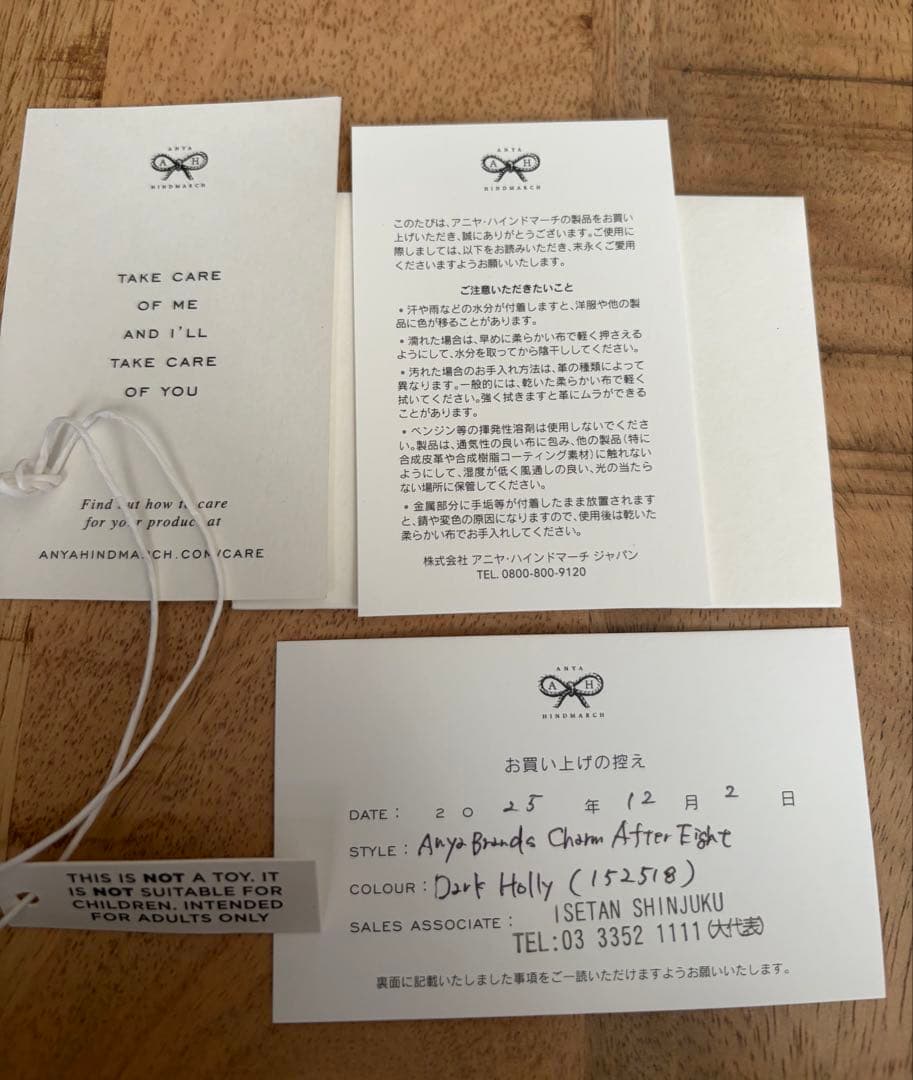 ANYA
A H
HINDMARCH
TAKE CARE
OF ME
AND I'LL
TAKE CARE
OF YOU
Find out how to care
for your product at
ANYAHINDMARCH.COM/CARE
ANYA
A H
HINDMARCH
このたびは、アニヤ・ハインドマーチの製品をお買い
上げいただき、誠にありがとうございます。ご使用に
際しましては、以下をお読みいただき、末永くご愛用
くださいますようお願いいたします。
ご注意いただきたいこと
• 汗や雨などの水分が付着しますと、洋服や他の製
品に色が移ることがあります。
• 濡れた場合は、早めに柔らかい布で軽く押さえる
ようにして、水分を取ってから陰干ししてください。
• 汚れた場合のお手入れ方法は、革の種類によって
異なります。一般的には、乾いた柔らかい布で軽く
拭いてください。強く拭きますと革にムラができる
ことがあります。
• ベンジン等の揮発性溶剤は使用しないでくださ
い。製品は、通気性の良い布に包み、他の製品（特に
合成皮革や合成樹脂コーティング素材）に触れない
ようにして、湿度が低く風通しの良い、光の当たら
ない場所に保管してください。
• 金属部分に手垢等が付着したまま放置されます
と、錆や変色の原因になりますので、使用後は乾いた
柔らかい布でお手入れしてください。
株式会社 アニヤ・ハインドマーチ ジャパン
TEL. 0800-800-9120
ANYA
A H
HINDMARCH
お買い上げの控え
DATE : 2 0 25 年 12 月 2 日
STYLE : Anya Brands Charm After Eight
COLOUR : Dark Holly (152518)
SALES ASSOCIATE : ISETAN SHINJUKU
TEL:03 3352 1111(大代表)
裏面に記載いたしました事項をご一読いただけますようお願いいたします。
THIS IS NOT A TOY. IT
IS NOT SUITABLE FOR
CHILDREN. INTENDED
FOR ADULTS ONLY